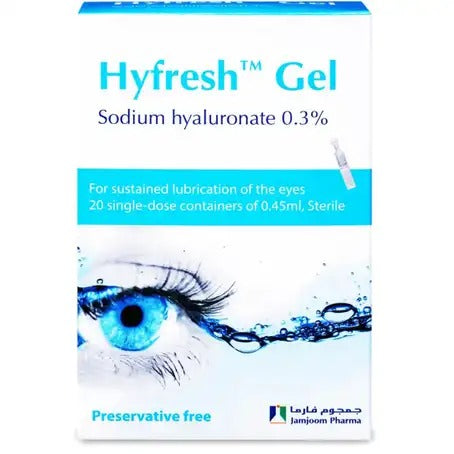 Hyfresh™ Gel
Sodium hyaluronate 0.3%
For sustained lubrication of the eyes
20 single-dose containers of 0.45ml, Sterile
Preservative free
جمجوم فارما
Jamjoom Pharma